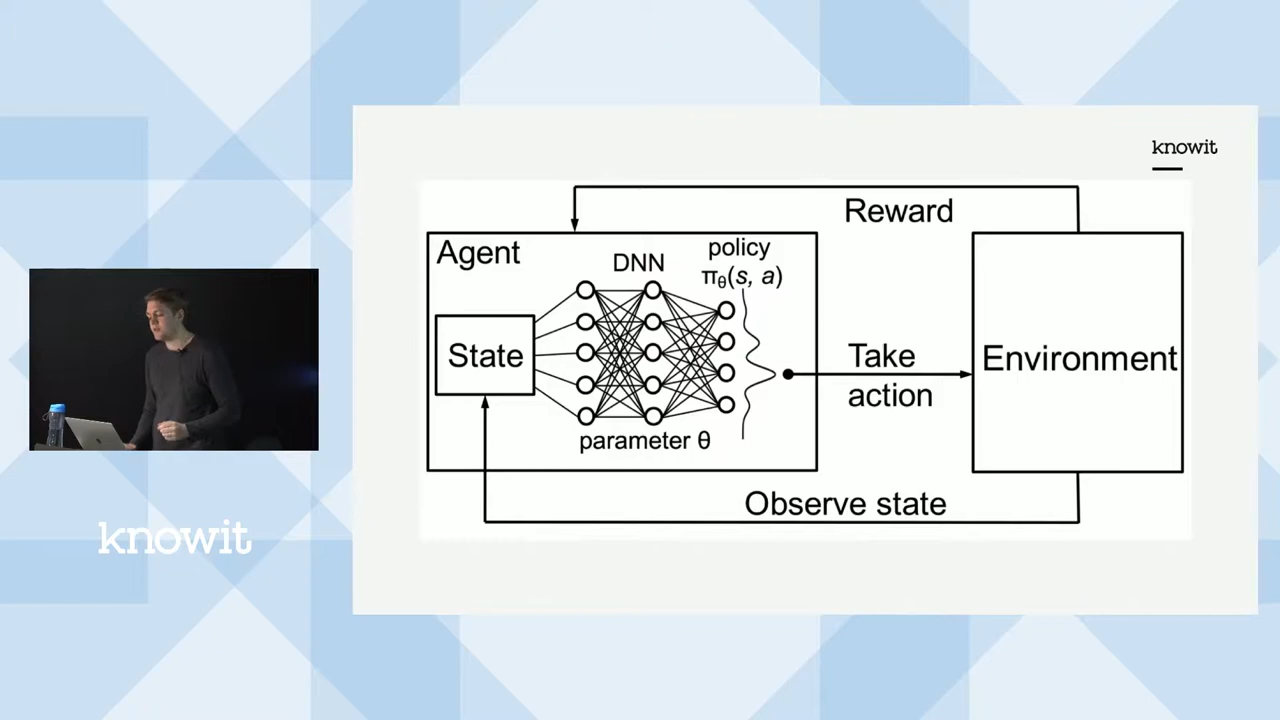 knowit
Reward
Agent
policy
DNN
πθ(s, a)
State
Take
action
Environment
parameter θ
Observe state
knowit